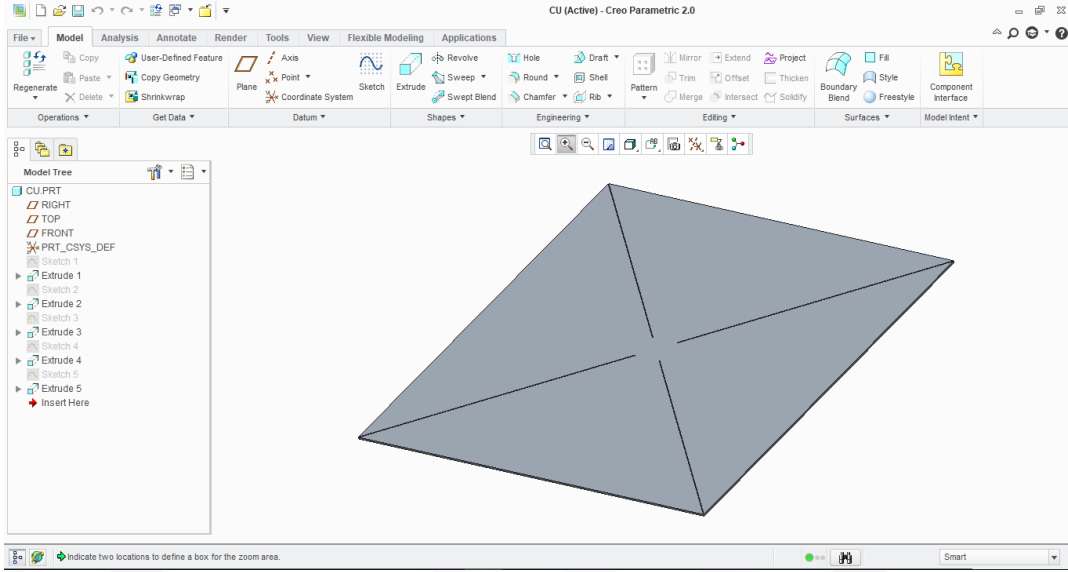 CU (Active) - Creo Parametric 2.0
File Model Analysis Annotate Render Tools View Flexible Modeling Applications
Regenerate
Copy
Paste
Delete
User-Defined Feature
Copy Geometry
Shrinkwrap
Plane
Axis
Point
Coordinate System
Sketch
Extrude
Revolve
Sweep
Swept Blend
Hole
Round
Chamfer
Draft
Shell
Rib
Pattern
Mirror
Trim
Merge
Extend
Offset
Intersect
Project
Thicken
Solidify
Boundary
Blend
Fill
Style
Freestyle
Component
Interface
Operations Get Data Datum Shapes Engineering Editing Surfaces Model Intent
Model Tree
CU.PRT
RIGHT
TOP
FRONT
PRT_CSYS_DEF
Sketch 1
Extrude 1
Sketch 2
Extrude 2
Sketch 3
Extrude 3
Sketch 4
Extrude 4
Sketch 5
Extrude 5
Insert Here
Indicate two locations to define a box for the zoom area.
Smart